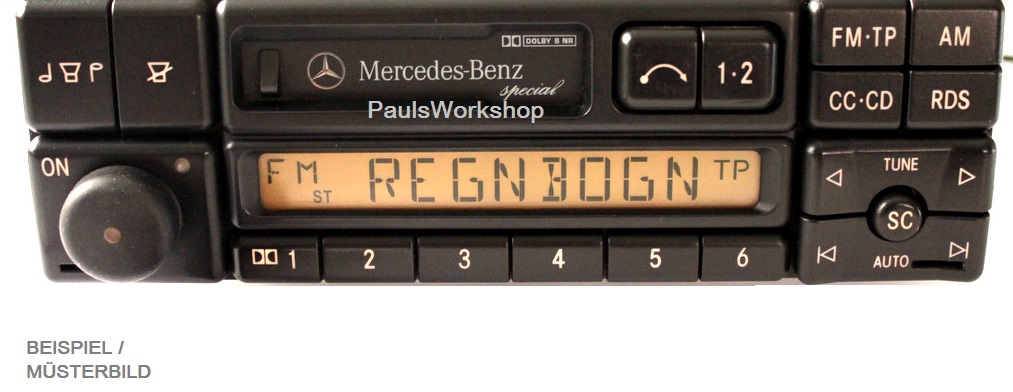 DOLBY B NR
Mercedes-Benz
special
PaulsWorkshop
1·2
FM·TP
AM
CC·CD
RDS
ON
FM
ST
REGNBOGN
TP
TUNE
SC
AUTO
1
2
3
4
5
6
BEISPIEL /
MÜSTERBILD